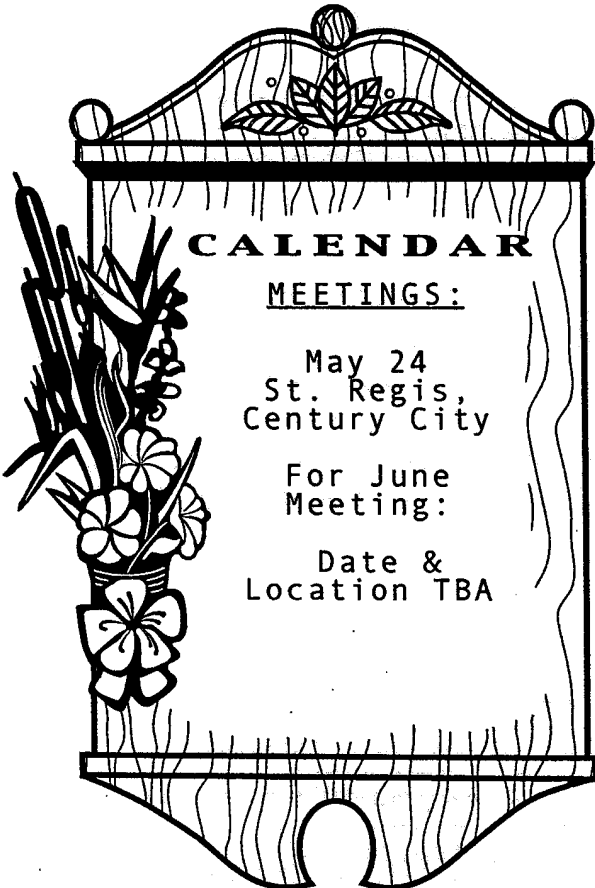 CALENDAR
MEETINGS:
May 24
St. Regis,
Century City
For June
Meeting:
Date &
Location TBA